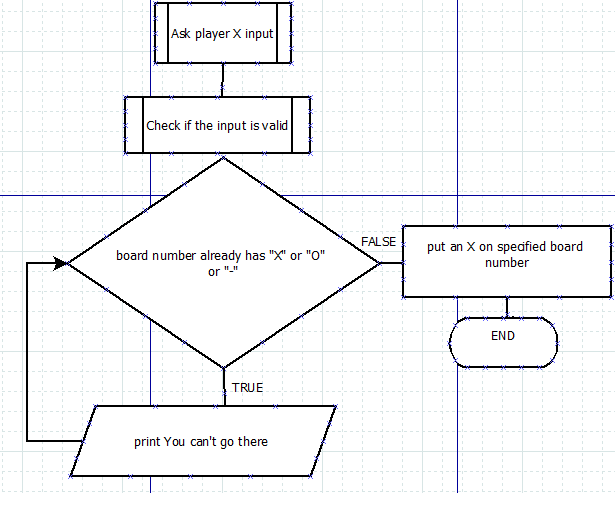 Ask player X input
Check if the input is valid
board number already has "X" or "O"
or "-"
FALSE
put an X on specified board
number
END
TRUE
print You can't go there